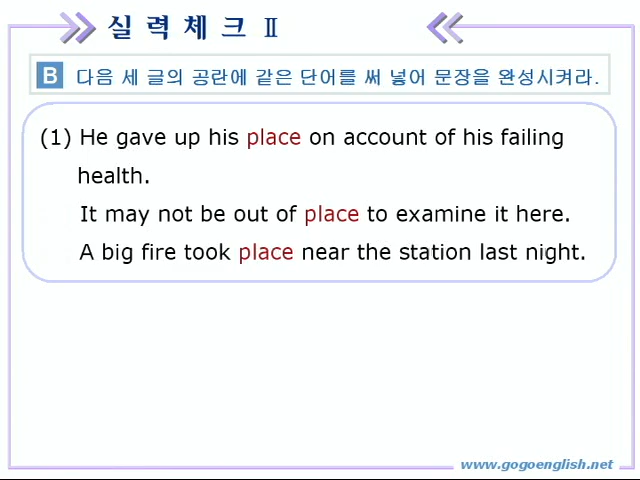 실력체크 Ⅱ
B 다음 세 글의 공란에 같은 단어를 써 넣어 문장을 완성시켜라.
(1) He gave up his place on account of his failing
health.
It may not be out of place to examine it here.
A big fire took place near the station last night.
www.gogoenglish.net